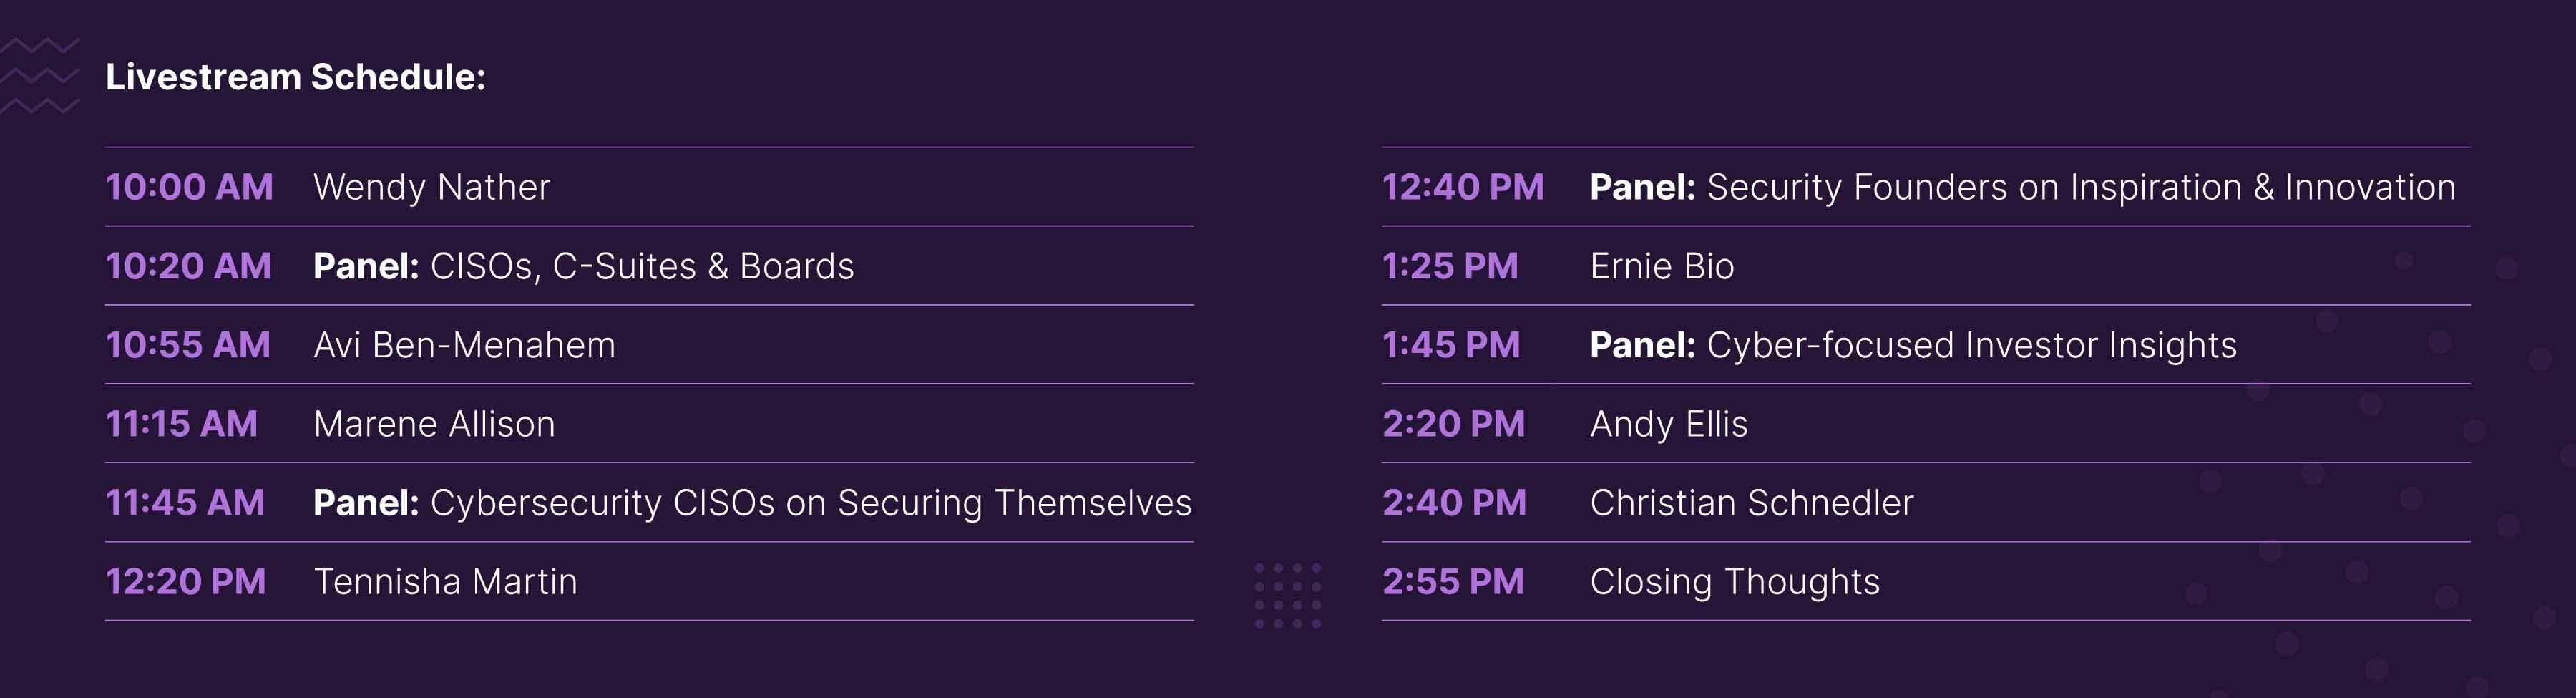 Livestream Schedule:
10:00 AM Wendy Nather
10:20 AM Panel: CISOs, C-Suites & Boards
10:55 AM Avi Ben-Menahem
11:15 AM Marene Allison
11:45 AM Panel: Cybersecurity CISOs on Securing Themselves
12:20 PM Tennisha Martin
12:40 PM Panel: Security Founders on Inspiration & Innovation
1:25 PM Ernie Bio
1:45 PM Panel: Cyber-focused Investor Insights
2:20 PM Andy Ellis
2:40 PM Christian Schnedler
2:55 PM Closing Thoughts